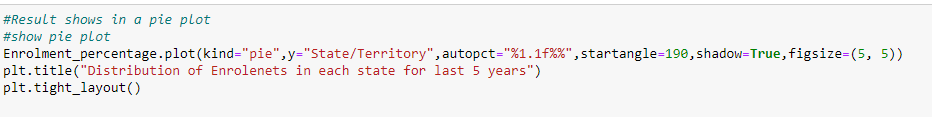 #Result shows in a pie plot
#show pie plot
Enrolment_percentage.plot(kind="pie",y="State/Territory",autopct="%1.1f%%",startangle=190,shadow=True,figsize=(5, 5))
plt.title("Distribution of Enrolenets in each state for last 5 years")
plt.tight_layout()